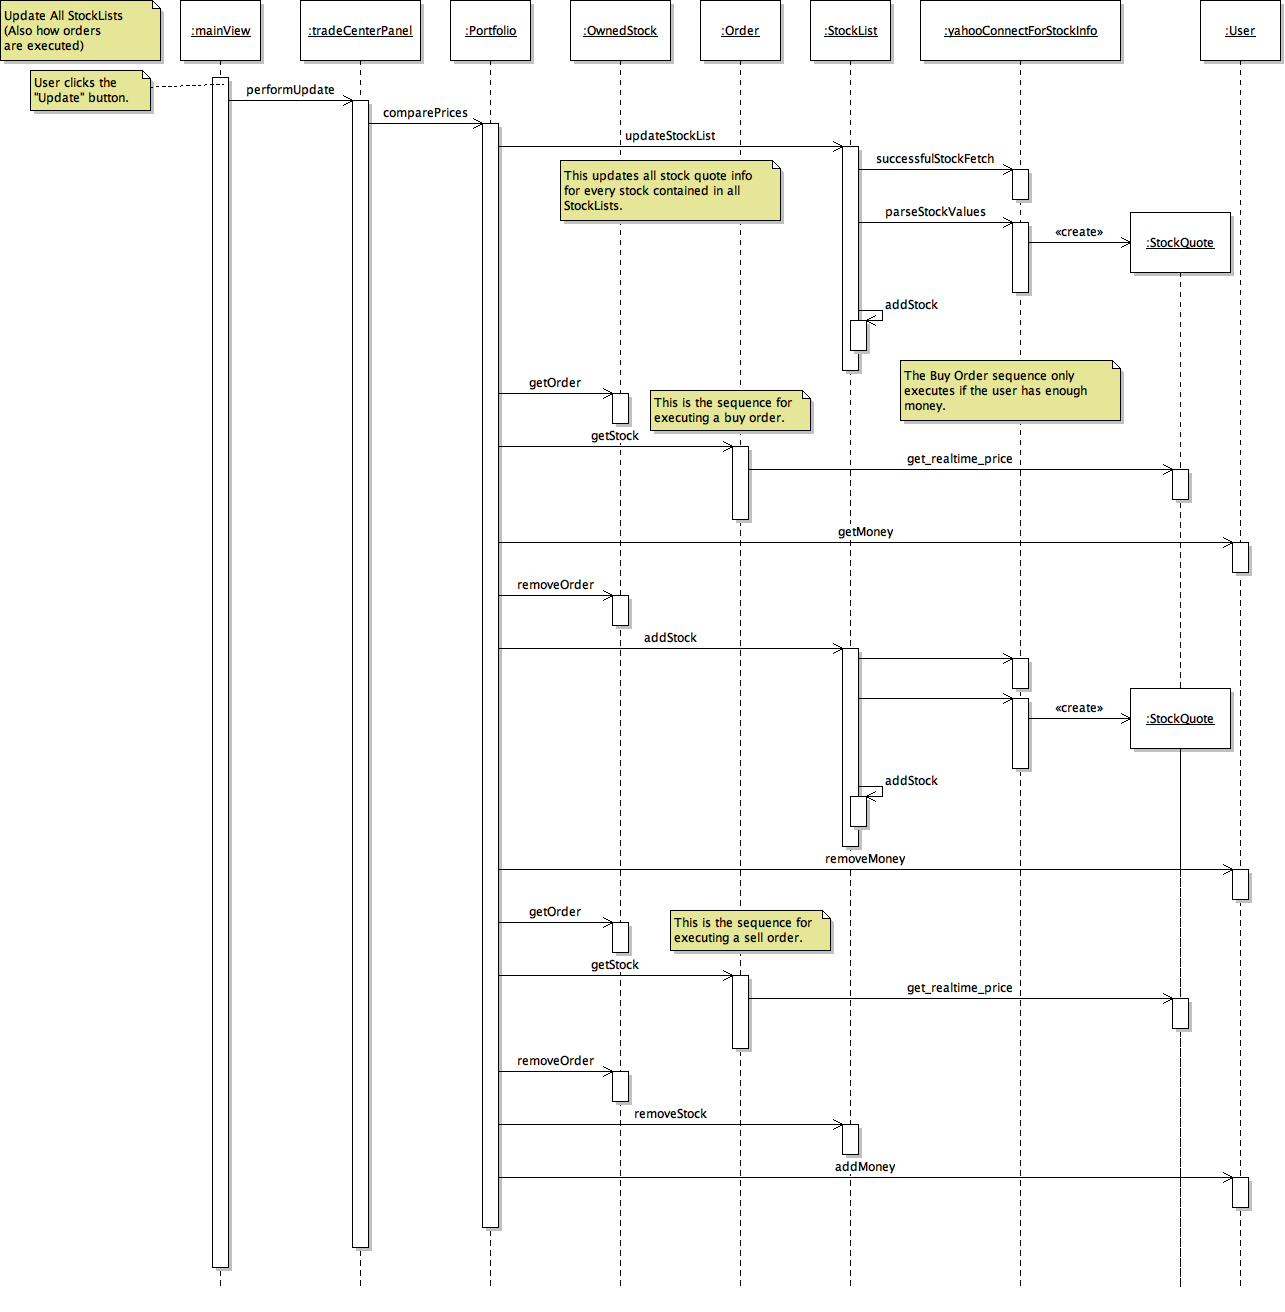 Update All StockLists
(Also how orders
are executed)
:mainView
:tradeCenterPanel
:Portfolio
:OwnedStock
:Order
:StockList
:yahooConnectForStockInfo
:User
User clicks the
"Update" button.
performUpdate
comparePrices
updateStockList
successfulStockFetch
This updates all stock quote info
for every stock contained in all
StockLists.
parseStockValues
«create»
:StockQuote
addStock
getOrder
This is the sequence for
executing a buy order.
The Buy Order sequence only
executes if the user has enough
money.
getStock
get_realtime_price
getMoney
removeOrder
addStock
«create»
:StockQuote
addStock
removeMoney
getOrder
This is the sequence for
executing a sell order.
getStock
get_realtime_price
removeOrder
removeStock
addMoney